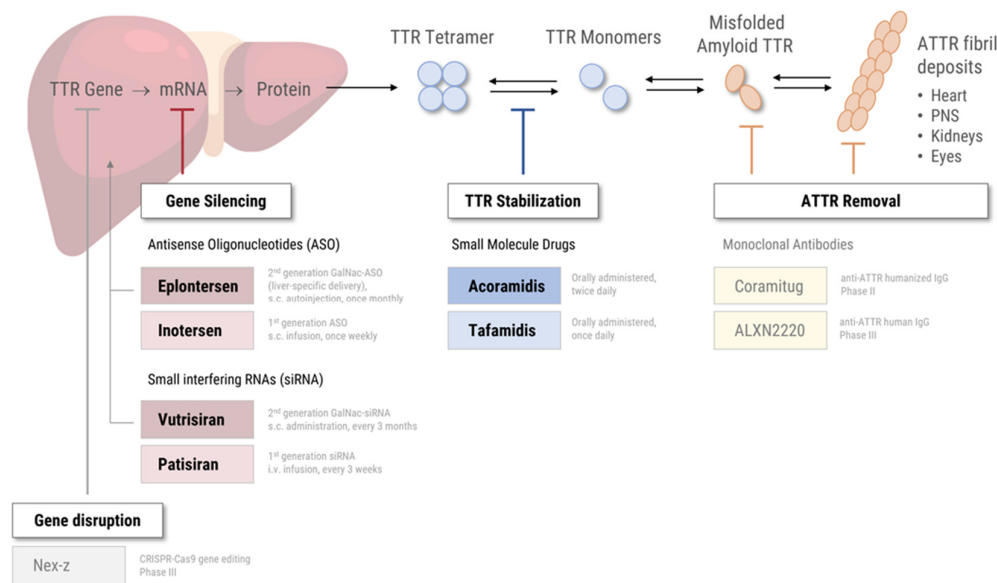 TTR Gene → mRNA → Protein
TTR Tetramer
TTR Monomers
Misfolded
Amyloid TTR
ATTR fibril
deposits
• Heart
• PNS
• Kidneys
• Eyes
Gene Silencing
Antisense Oligonucleotides (ASO)
Eplontersen
2nd generation GalNac-ASO
(liver-specific delivery),
s.c. autoinjection, once monthly
Inotersen
1st generation ASO
s.c. infusion, once weekly
Small interfering RNAs (siRNA)
Vutrisiran
2nd generation GalNac-siRNA
s.c. administration, every 3 months
Patisiran
1st generation siRNA
i.v. infusion, every 3 weeks
TTR Stabilization
Small Molecule Drugs
Acoramidis
Orally administered,
twice daily
Tafamidis
Orally administered,
once daily
ATTR Removal
Monoclonal Antibodies
Coramitug
anti-ATTR humanized IgG
Phase II
ALXN2220
anti-ATTR human IgG
Phase III
Gene disruption
Nex-z
CRISPR-Cas9 gene editing
Phase III